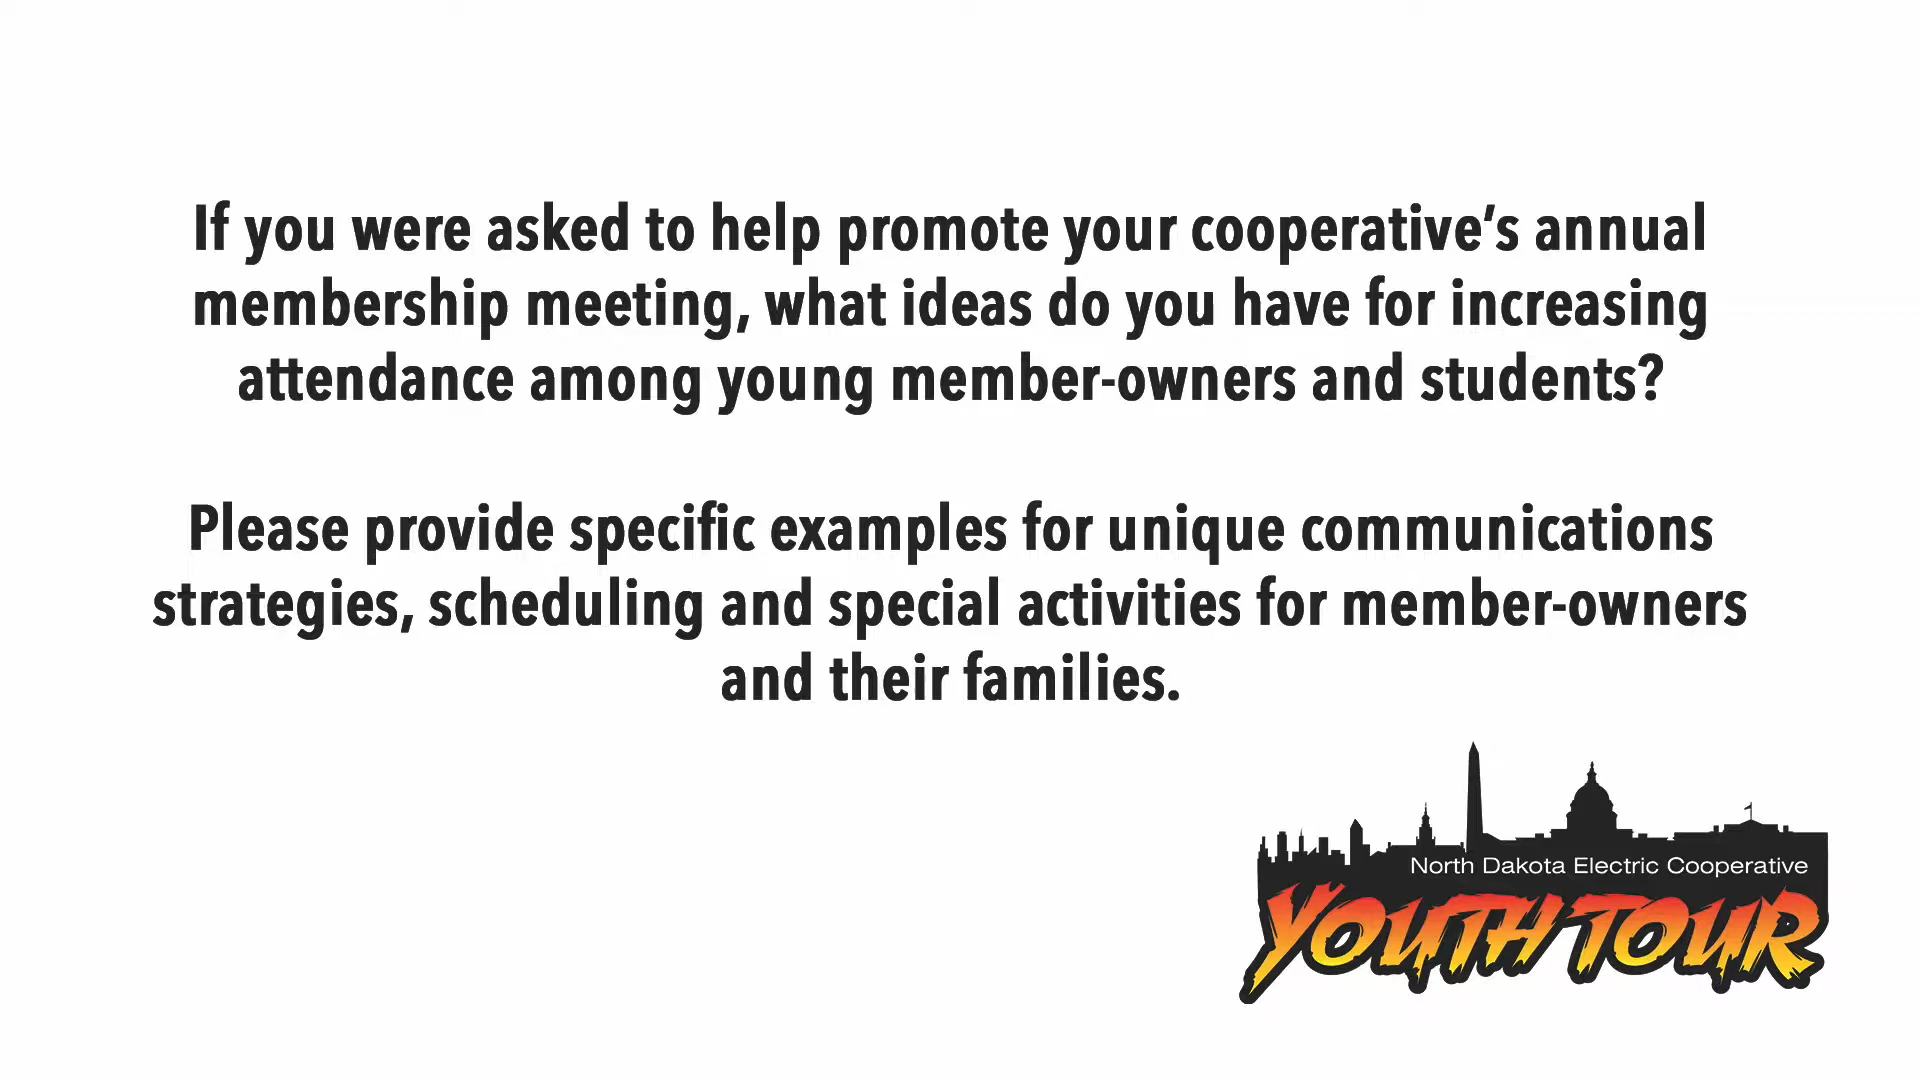 If you were asked to help promote your cooperative’s annual
membership meeting, what ideas do you have for increasing
attendance among young member-owners and students?
Please provide specific examples for unique communications
strategies, scheduling and special activities for member-owners
and their families.
North Dakota Electric Cooperative
YOUTH TOUR